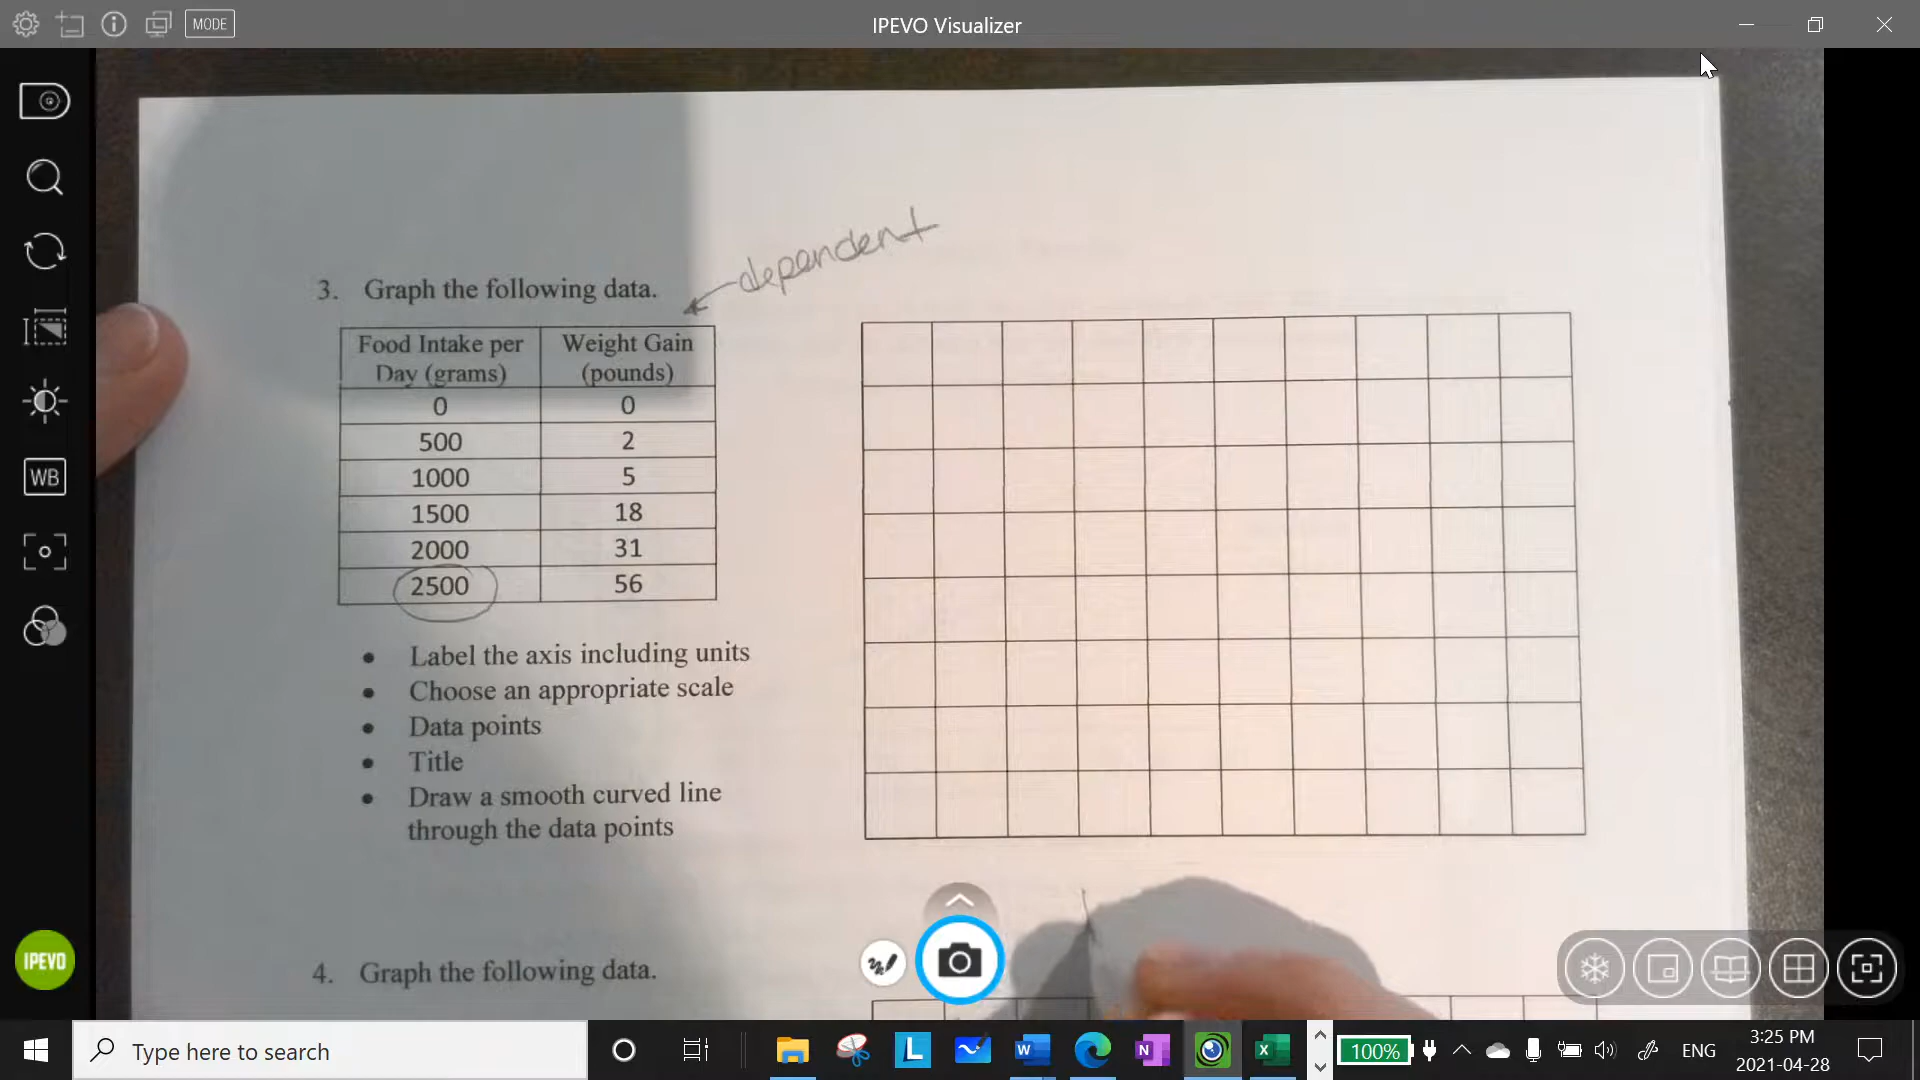 MODE
IPEVO Visualizer
WB
IPEVO
dependent
3. Graph the following data.
Food Intake per Day (grams) Weight Gain (pounds)
0 0
500 2
1000 5
1500 18
2000 31
2500 56
• Label the axis including units
• Choose an appropriate scale
• Data points
• Title
• Draw a smooth curved line
through the data points
4. Graph the following data.
Type here to search
L
W
N
X
100%
ENG
3:25 PM
2021-04-28